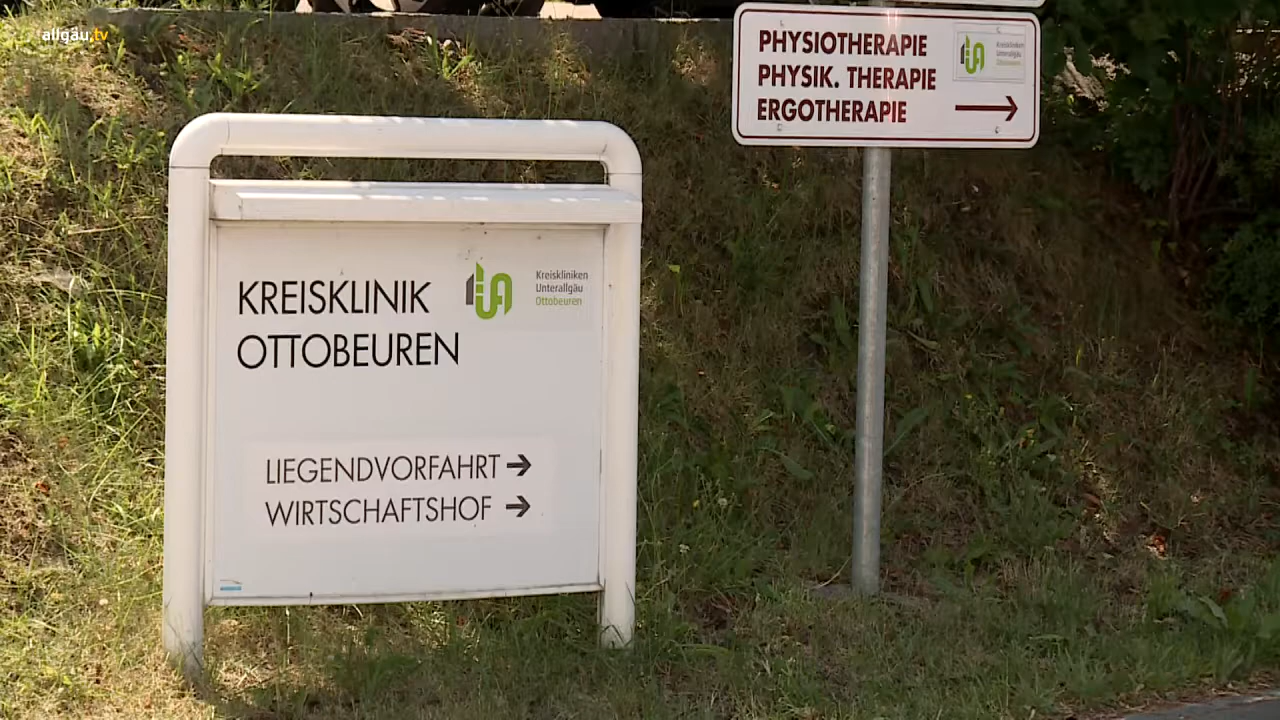 allgäu.tv
PHYSIOTHERAPIE
PHYSIK. THERAPIE
ERGOTHERAPIE
Kreiskliniken
Unterallgäu
Ottobeuren
KREISKLINIK
OTTOBEUREN
Kreiskliniken
Unterallgäu
Ottobeuren
LIEGENDVORFAHRT
WIRTSCHAFTSHOF